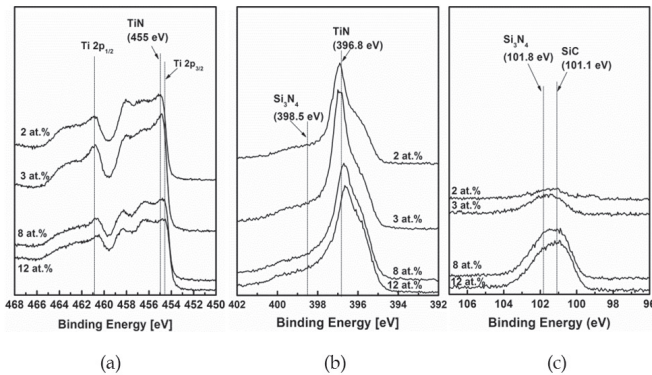 TiN
(455 eV)
Ti 2p1/2
Ti 2p3/2
2 at.%
3 at.%
8 at.%
12 at.%
468 466 464 462 460 458 456 454 452 450
Binding Energy [eV]
(a)
TiN
(396.8 eV)
Si3N4
(398.5 eV)
2 at.%
3 at.%
8 at.%
12 at.%
402 400 398 396 394 392
Binding Energy [eV]
(b)
Si3N4
(101.8 eV)
SiC
(101.1 eV)
2 at.%
3 at.%
8 at.%
12 at.%
106 104 102 100 98 96
Binding Energy (eV)
(c)